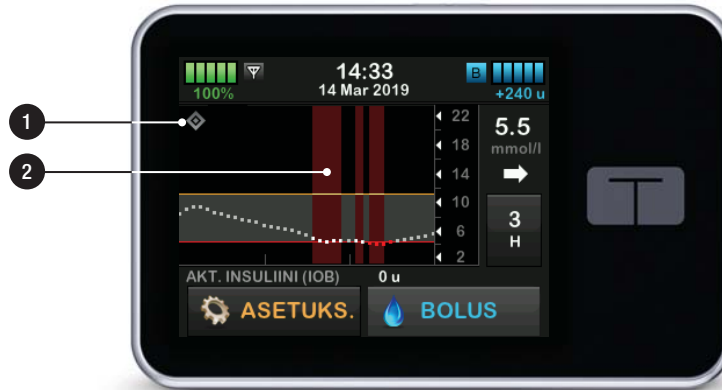 14:33
100%
14 Mar 2019
B
+240 u
1
2
22
18
14
10
6
2
5.5
mmol/l
3
H
AKT. INSULIINI (IOB) 0 u
ASETUKS.
BOLUS